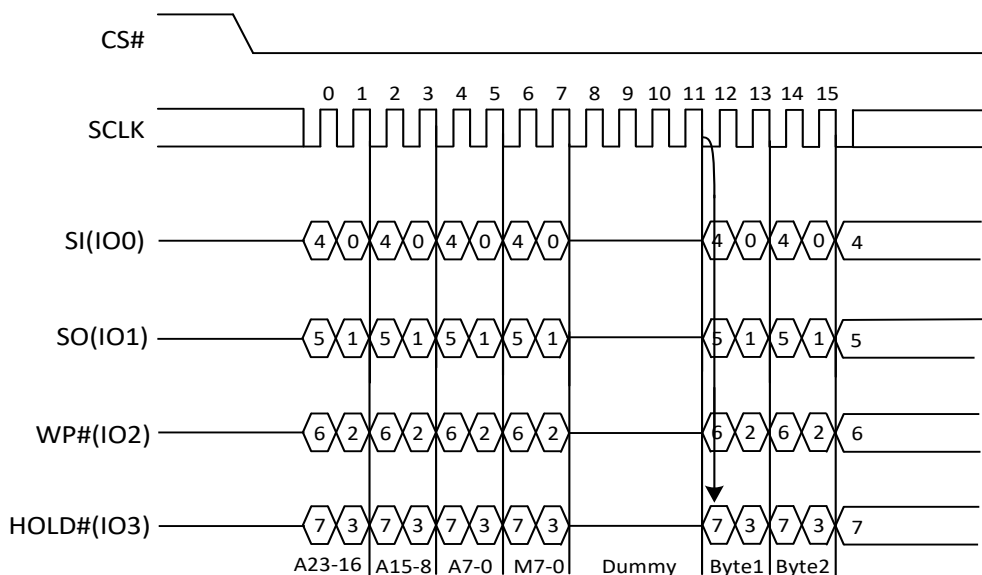 CS#
0 1 2 3 4 5 6 7 8 9 10 11 12 13 14 15
SCLK
SI(IO0) 4 0 4 0 4 0 4 0 4 0 4 0 4
SO(IO1) 5 1 5 1 5 1 5 1 5 1 5 1 5
WP#(IO2) 6 2 6 2 6 2 6 2 6 2 6 2 6
HOLD#(IO3) 7 3 7 3 7 3 7 3 7 3 7 3 7
A23-16 A15-8 A7-0 M7-0 Dummy Byte1 Byte2